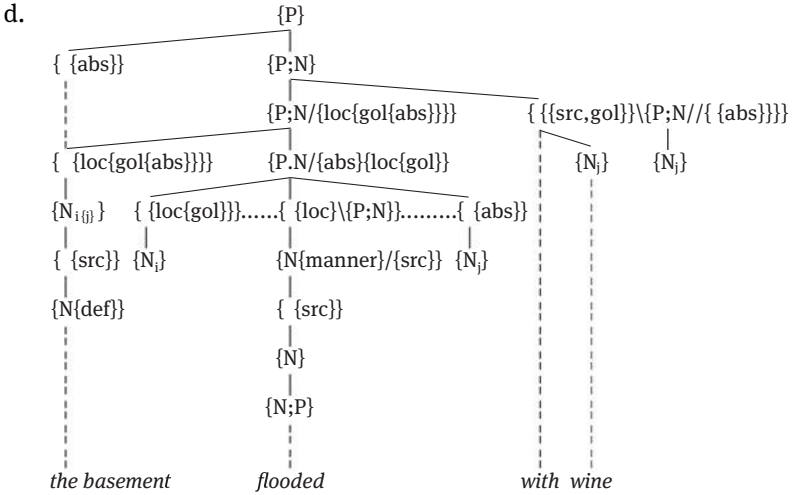 d. {P}
{ {abs}} {P;N}
{P;N/{loc{gol{abs}}}} { {{src,gol}}\{P;N//{ {abs}}}}
{ {loc{gol{abs}}}} {P.N/{abs}{loc{gol}} {Nj} {Nj}
{Ni{j}} { {loc{gol}}}......{ {loc}\{P;N}}.........{ {abs}}
{ {src}} {Ni} {N{manner}/{src}} {Nj}
{N{def}} { {src}}
{N}
{N;P}
the basement flooded with wine